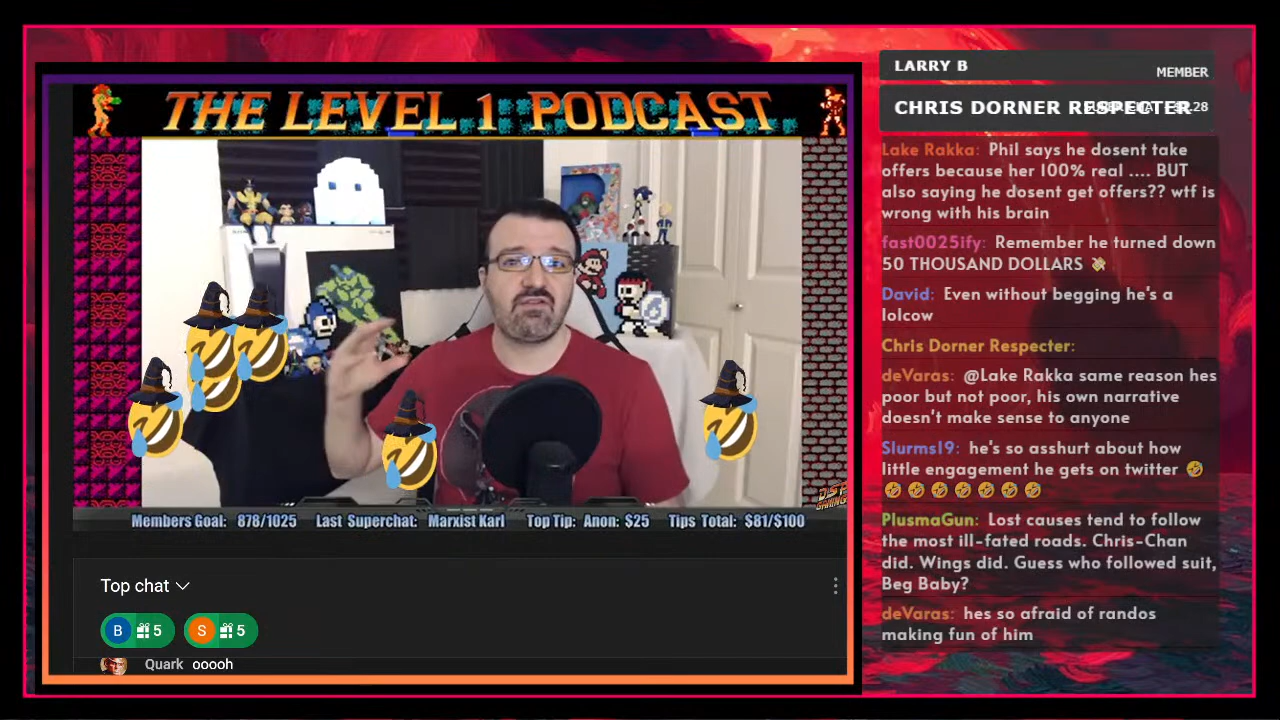 THE LEVEL 1 PODCAST
Members Goal: 878/1025 Last Superchat: Marxist Karl Top Tip: Anon: $25 Tips Total: $81/$100
Top chat
B 5 S 5
Quark ooooh
LARRY B
MEMBER
CHRIS DORNER RESPECTER
Lake Rakka: Phil says he dosent take
offers because her 100% real .... BUT
also saying he dosent get offers?? wtf is
wrong with his brain
fast0025ify: Remember he turned down
50 THOUSAND DOLLARS
David: Even without begging he's a
lolcow
Chris Dorner Respecter:
deVaras: @Lake Rakka same reason hes
poor but not poor, his own narrative
doesn't make sense to anyone
Slurms19: he's so asshurt about how
little engagement he gets on twitter 🤣
🤣🤣🤣🤣🤣🤣🤣
PlusmaGun: Lost causes tend to follow
the most ill-fated roads. Chris-Chan
did. Wings did. Guess who followed suit,
Beg Baby?
deVaras: hes so afraid of randos
making fun of him